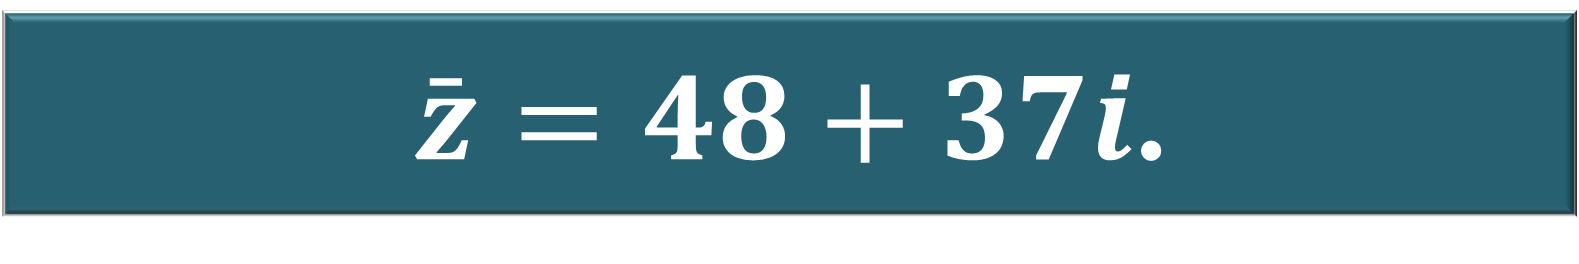 z̄ = 48 + 37i.